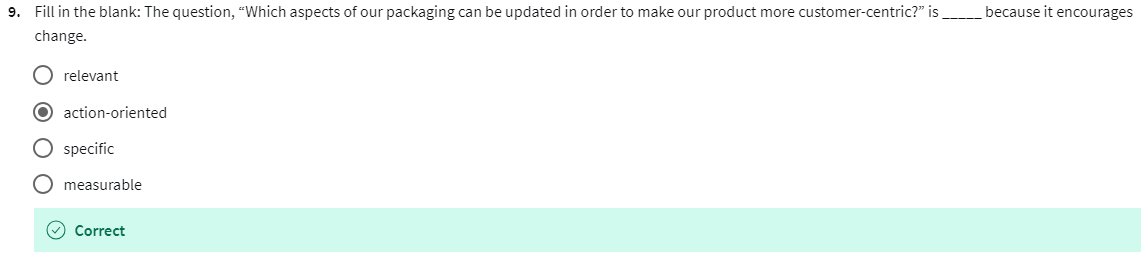 9. Fill in the blank: The question, “Which aspects of our packaging can be updated in order to make our product more customer-centric?” is _____ because it encourages
change.
relevant
action-oriented
specific
measurable
Correct